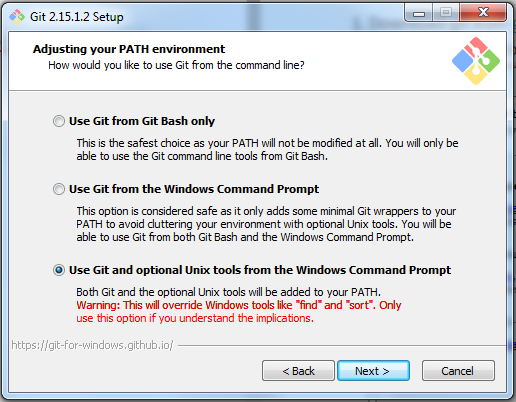 Git 2.15.1.2 Setup
Adjusting your PATH environment
How would you like to use Git from the command line?
Use Git from Git Bash only
This is the safest choice as your PATH will not be modified at all. You will only
be able to use the Git command line tools from Git Bash.
Use Git from the Windows Command Prompt
This option is considered safe as it only adds some minimal Git wrappers to your
PATH to avoid cluttering your environment with optional Unix tools. You will be
able to use Git from both Git Bash and the Windows Command Prompt.
Use Git and optional Unix tools from the Windows Command Prompt
Both Git and the optional Unix tools will be added to your PATH.
Warning: This will override Windows tools like "find" and "sort". Only
use this option if you understand the implications.
https://git-for-windows.github.io/
< Back
Next >
Cancel